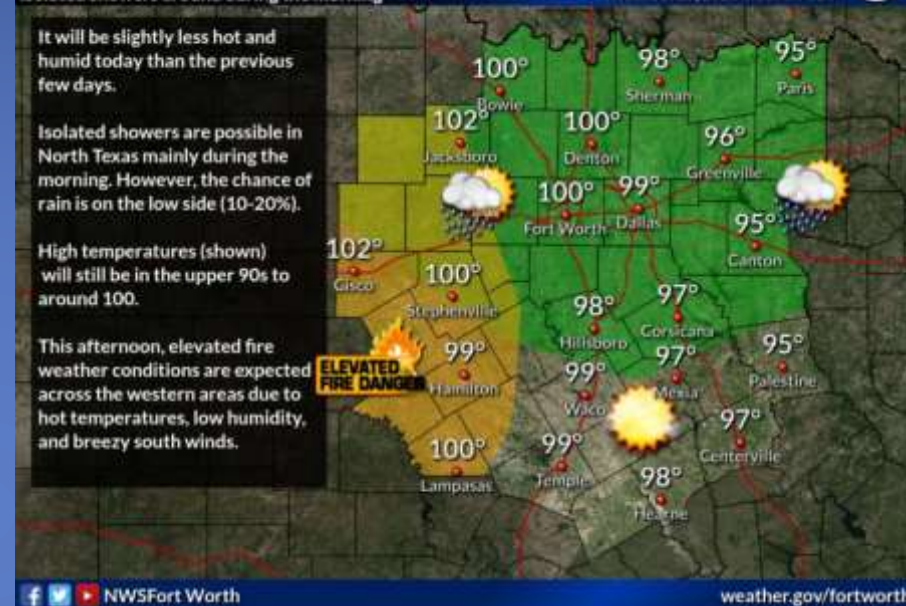 It will be slightly less hot and
humid today than the previous
few days.
Isolated showers are possible in
North Texas mainly during the
morning. However, the chance of
rain is on the low side (10-20%).
High temperatures (shown)
will still be in the upper 90s to
around 100.
This afternoon, elevated fire
weather conditions are expected
across the western areas due to
hot temperatures, low humidity,
and breezy south winds.
100°
Bowie
98°
Sherman
95°
Paris
102°
Jacksboro
100°
Denton
96°
Greenville
100°
Fort Worth
99°
Dallas
95°
Canton
102°
Cisco
100°
Stephenville
98°
Hillsboro
97°
Corsicana
ELEVATED
FIRE DANGER
99°
Hamilton
99°
Waco
97°
Mexia
95°
Palestine
100°
Lampasas
99°
Temple
97°
Centerville
98°
Hearne
NWSFort Worth
weather.gov/fortworth